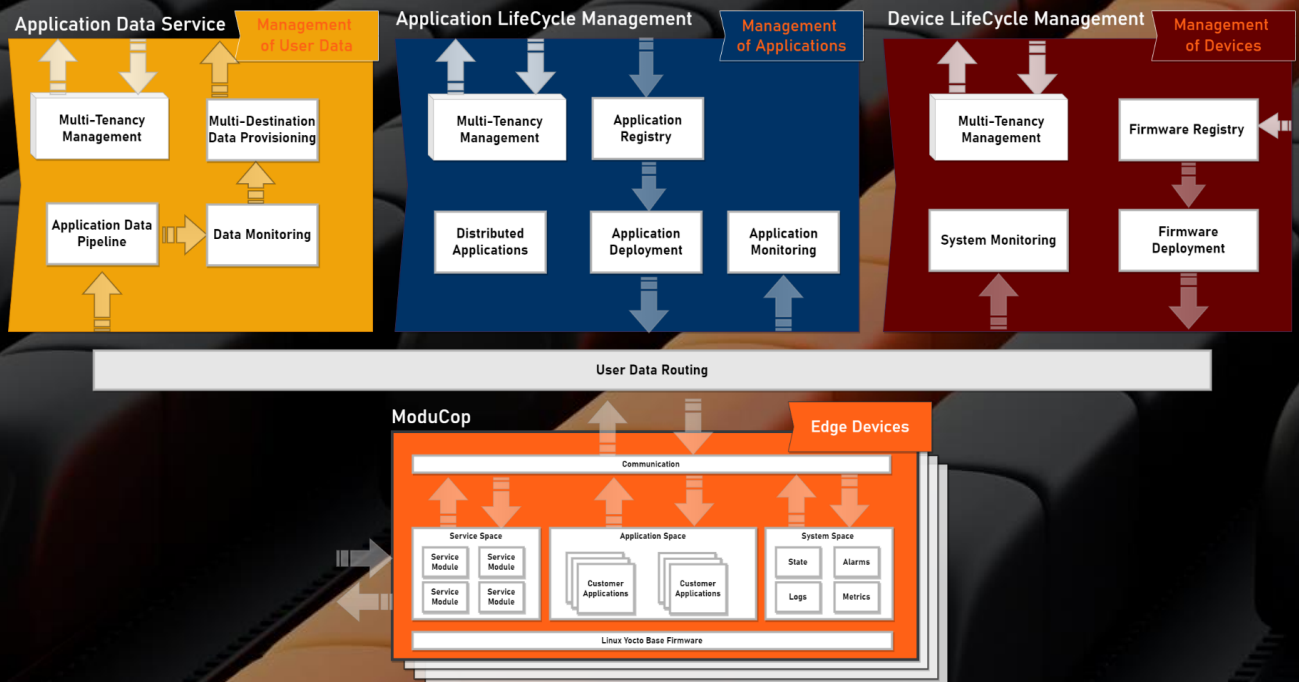 Application Data Service
Management
of User Data
Multi-Tenancy
Management
Multi-Destination
Data Provisioning
Application Data
Pipeline
Data Monitoring
Application LifeCycle Management
Management
of Applications
Multi-Tenancy
Management
Application
Registry
Distributed
Applications
Application
Deployment
Application
Monitoring
Device LifeCycle Management
Management
of Devices
Multi-Tenancy
Management
Firmware Registry
System Monitoring
Firmware
Deployment
User Data Routing
ModuCop
Edge Devices
Communication
Service Space
Service
Module
Service
Module
Service
Module
Service
Module
Application Space
Customer
Applications
Customer
Applications
System Space
State
Alarms
Logs
Metrics
Linux Yocto Base Firmware